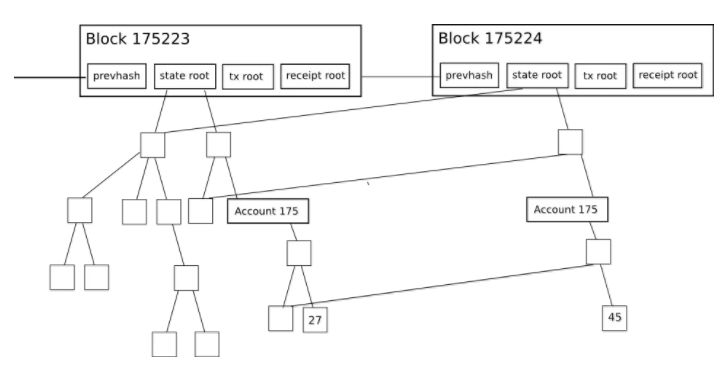 Block 175223
Block 175224
prevhash state root tx root receipt root
prevhash state root tx root receipt root
Account 175
Account 175
27
45